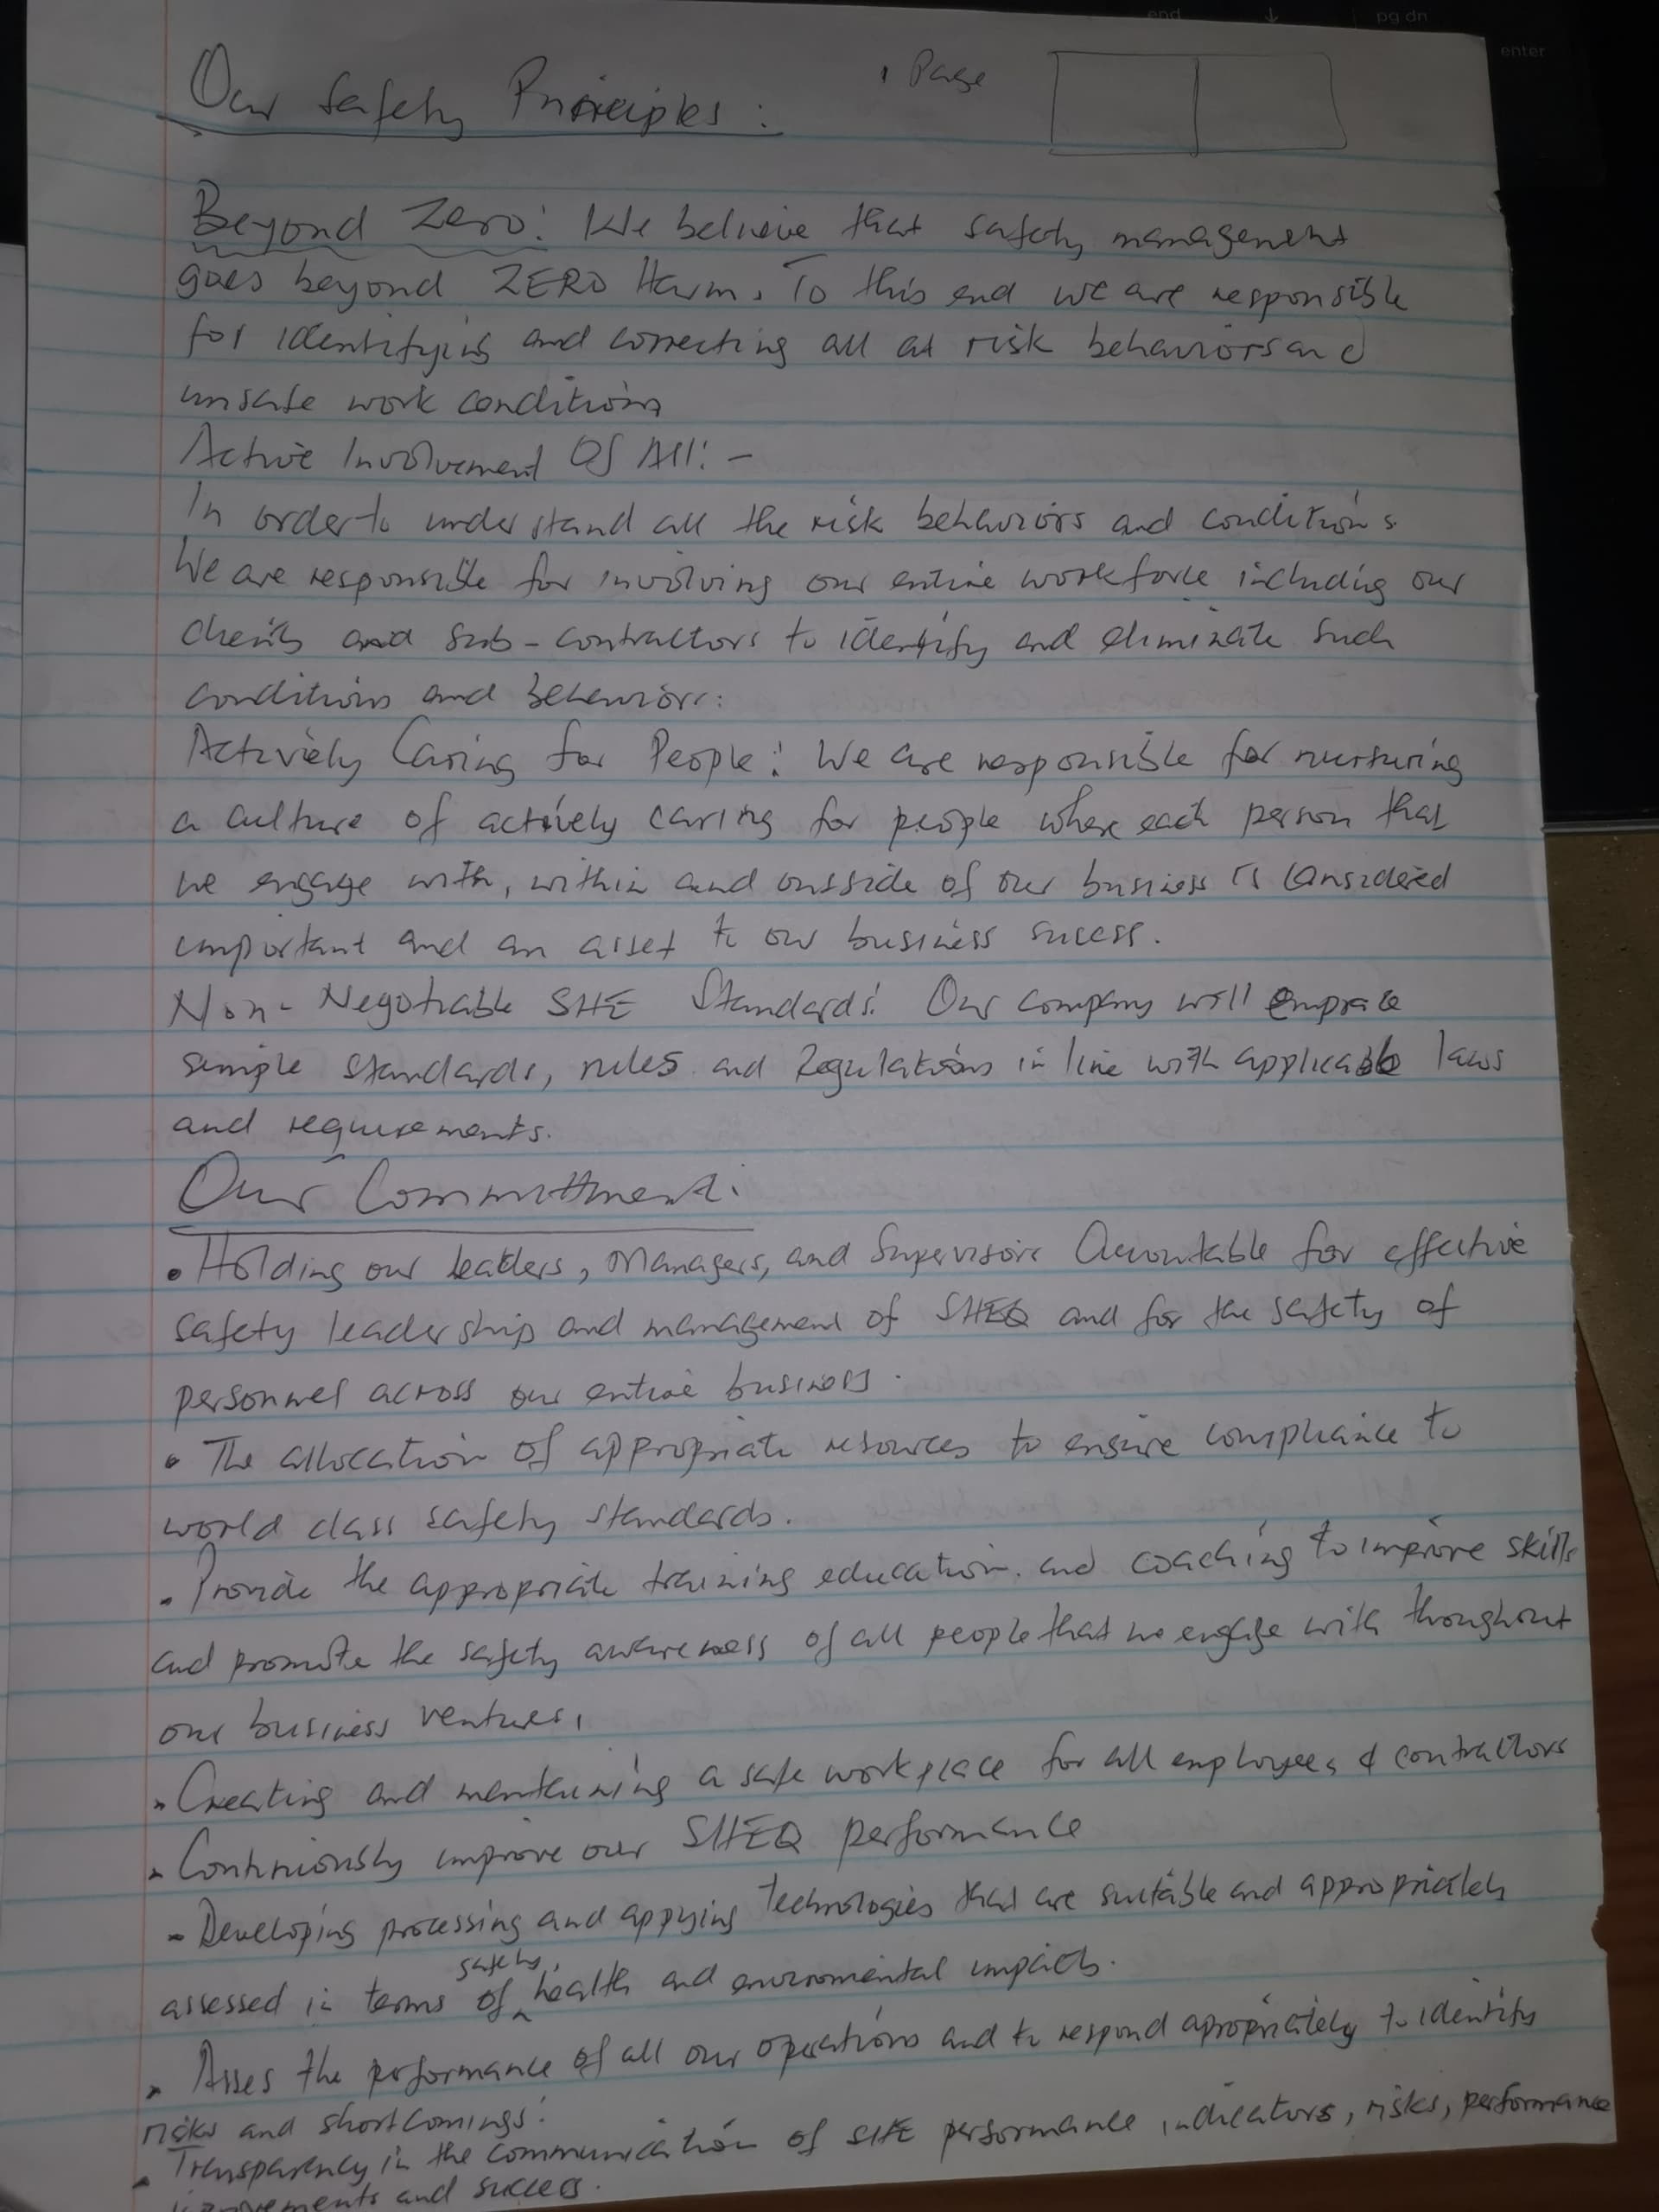 end ↓ pg dn
enter
Our Safety Principles :
Page
Beyond Zero: We believe that safety management
goes beyond ZERO Harm. To this end we are responsible
for identifying and correcting all at risk behaviors and
unsafe work conditions
Active Involvement Of All: -
In order to understand all the risk behaviors and conditions.
We are responsible for involving our entire workforce including our
clients and sub-contractors to identify and eliminate such
conditions and behaviors.
Actively Caring for People: We are responsible for nurturing
a culture of actively caring for people where each person that
we engage with, within and outside of our business is considered
important and an asset to our business sucess.
Non-Negotiable SHE Standards: Our company will
simple standards, rules and Regulations in line with applicable laws
and requirements.
Our Committment:
• Holding our leaders, Managers, and Supervisors Accountable for effective
safety leadership and management of SHEQ and for the safety of
personnel across our entire business.
• The allocation of appropriate resources to ensure compliance to
world class safety standards.
• Provide the appropriate training education, and coaching to improve skills
and promote the safety awareness of all people that we engage with throughout
our business ventures,
• Creating and maintaining a safe workplace for all employees & contractors
• Continiously improve our SHEQ performance
- Developing processing and applying Technologies that are suitable and appropriately
assessed in terms of safety, health and enviromental impacts.
• Asses the performance of all our operations and to respond apropriately to identify
risks and shortcomings.
• Transparency in the communication of SHE performance indicators, risks, performance
improvements and success.